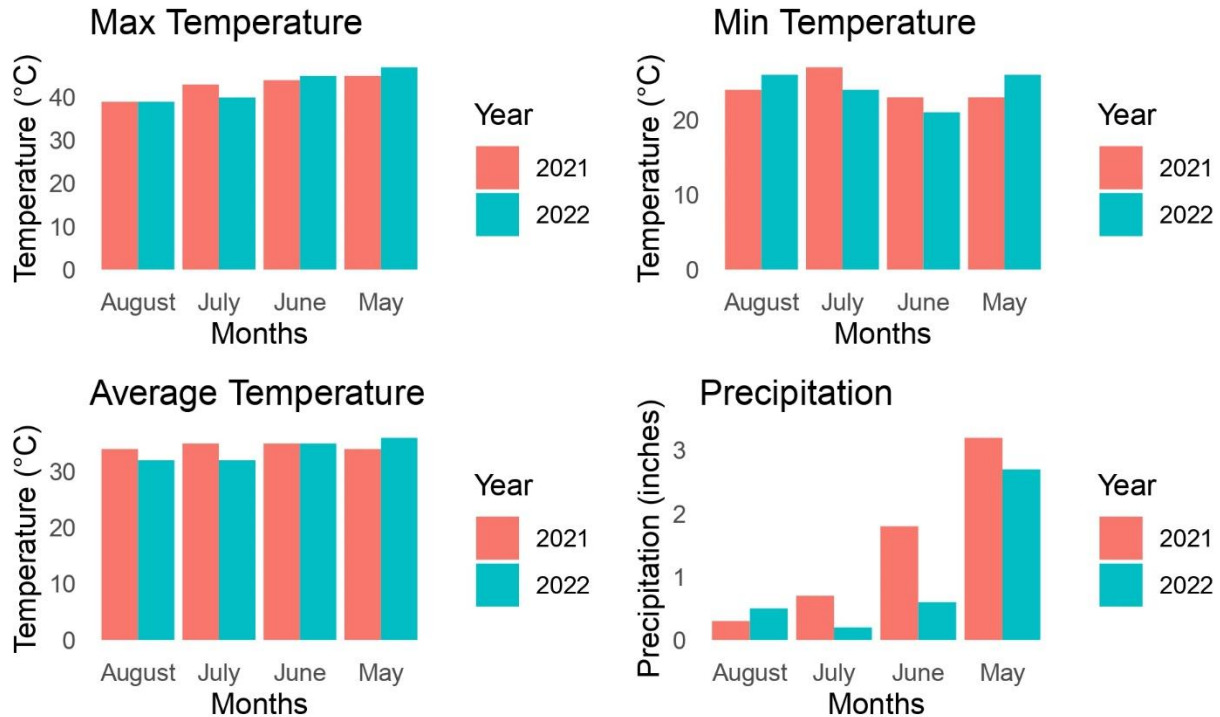 Max Temperature
Temperature (°C)
40
30
20
10
0
August July June May
Months
Year
2021
2022
Min Temperature
Temperature (°C)
20
10
0
August July June May
Months
Year
2021
2022
Average Temperature
Temperature (°C)
30
20
10
0
August July June May
Months
Year
2021
2022
Precipitation
Precipitation (inches)
3
2
1
0
August July June May
Months
Year
2021
2022